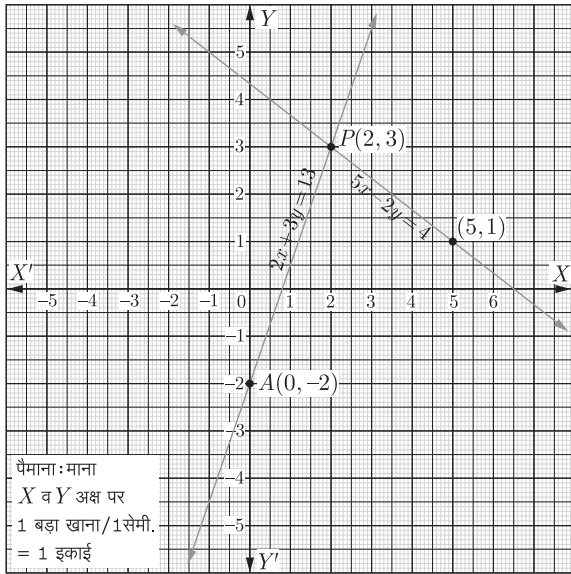 Y
5
4
3
P(2, 3)
2x + 3y = 13
5x − 2y = 4
2
(5, 1)
1
X′
X
−5 −4 −3 −2 −1 0 1 2 3 4 5 6
−1
−2
A(0, −2)
−3
−4
−5
Y′
पैमाना : माना
X व Y अक्ष पर
1 बड़ा खाना/1सेमी.
= 1 इकाई